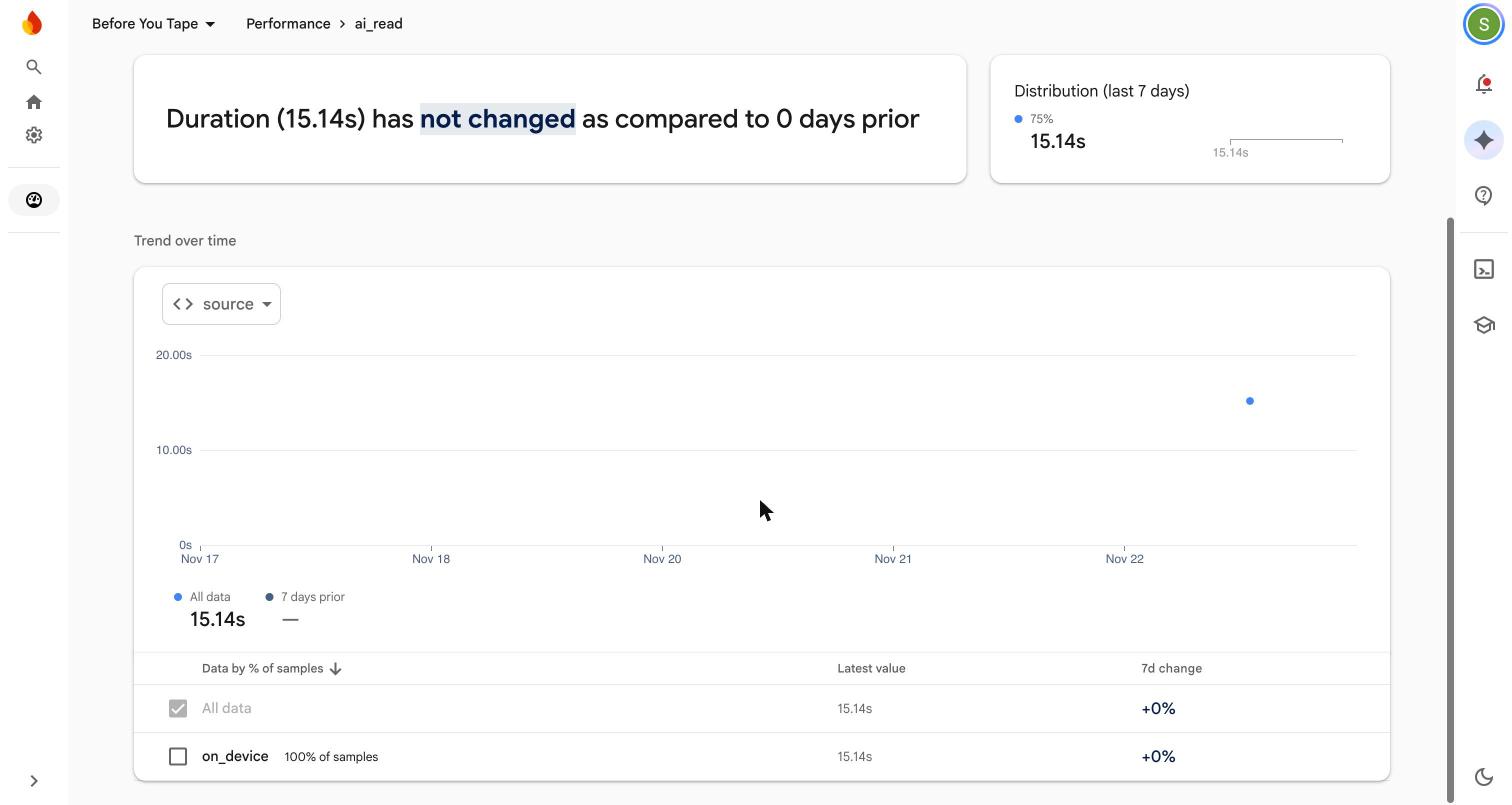 Before You Tape
Performance > ai_read
S
Duration (15.14s) has not changed as compared to 0 days prior
Distribution (last 7 days)
75%
15.14s
15.14s
Trend over time
<> source
20.00s
10.00s
0s
Nov 17 Nov 18 Nov 20 Nov 21 Nov 22
All data 7 days prior
15.14s —
Data by % of samples Latest value 7d change
All data 15.14s +0%
on_device 100% of samples 15.14s +0%